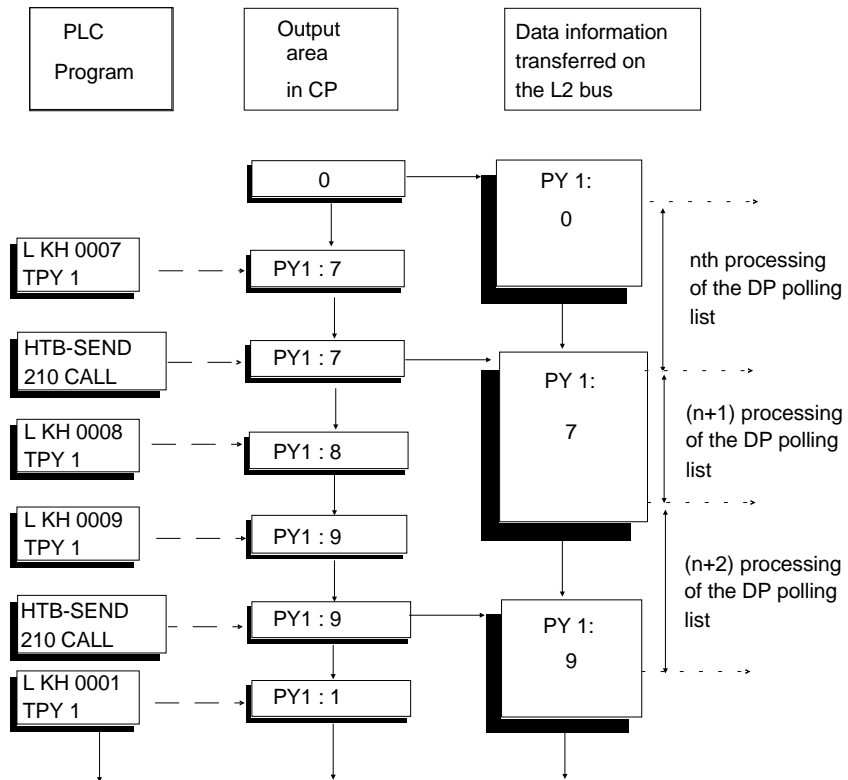 PLC
Program
Output
area
in CP
Data information
transferred on
the L2 bus
0
PY 1:
0
L KH 0007
TPY 1
PY1 : 7
nth processing
of the DP polling
list
HTB-SEND
210 CALL
PY1 : 7
PY 1:
7
(n+1) processing
of the DP polling
list
L KH 0008
TPY 1
PY1 : 8
L KH 0009
TPY 1
PY1 : 9
(n+2) processing
of the DP polling
list
HTB-SEND
210 CALL
PY1 : 9
PY 1:
9
L KH 0001
TPY 1
PY1 : 1